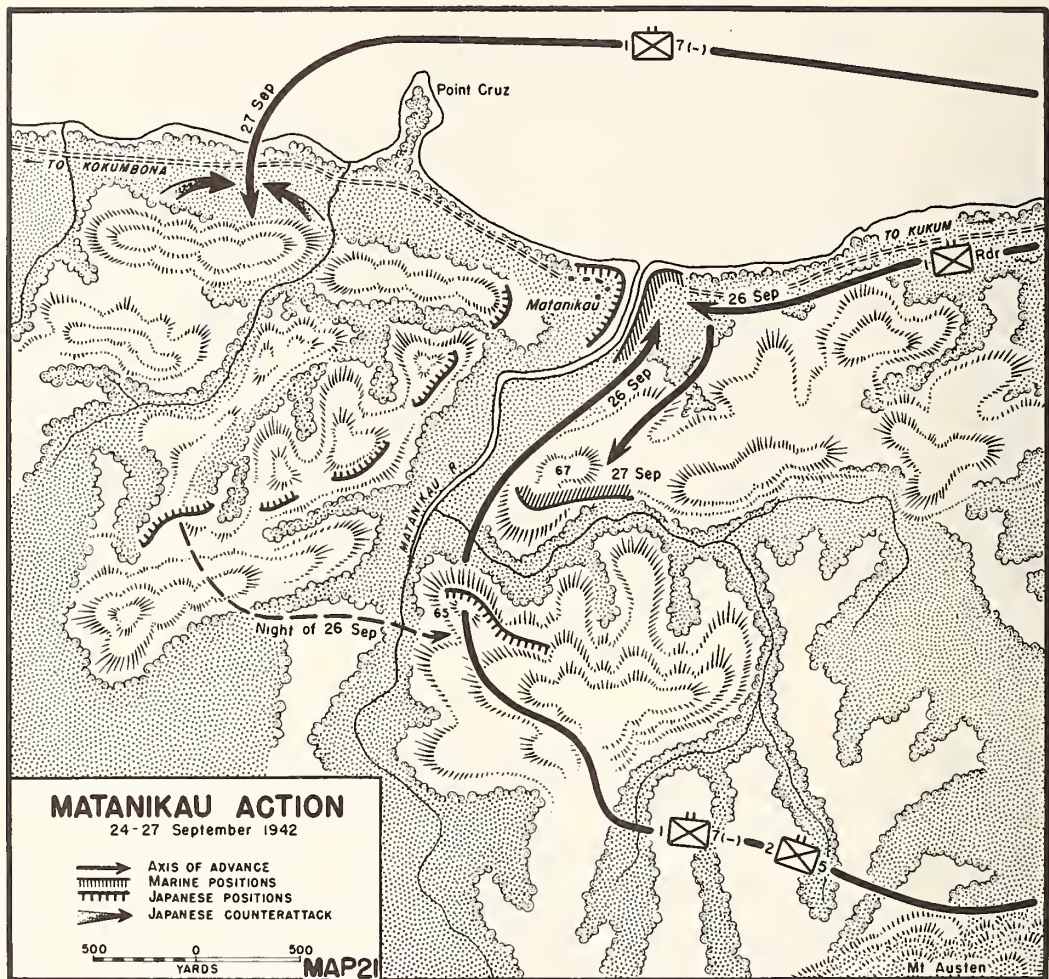 1 7(-)
Point Cruz
27 Sep
← TO KOKUMBONA
TO KUKUM →
Rdr
26 Sep
Matanikau
26 Sep
67
27 Sep
MATANIKAU R.
65
Night of 26 Sep
1 7(-) 2 5
Mt Austen
MATANIKAU ACTION
24-27 September 1942
AXIS OF ADVANCE
MARINE POSITIONS
JAPANESE POSITIONS
JAPANESE COUNTERATTACK
500 0 500
YARDS
MAP 21